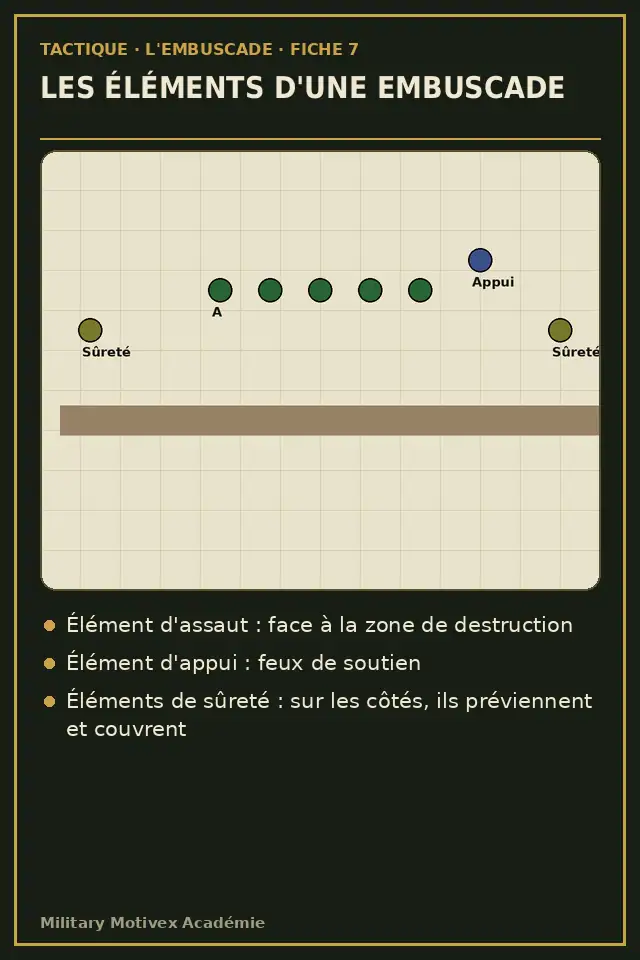 TACTIQUE · L'EMBUSCADE · FICHE 7
LES ÉLÉMENTS D'UNE EMBUSCADE
Appui
A
Sûreté
Sûreté
Élément d'assaut : face à la zone de destruction
Élément d'appui : feux de soutien
Éléments de sûreté : sur les côtés, ils préviennent
et couvrent
Military Motivex Académie